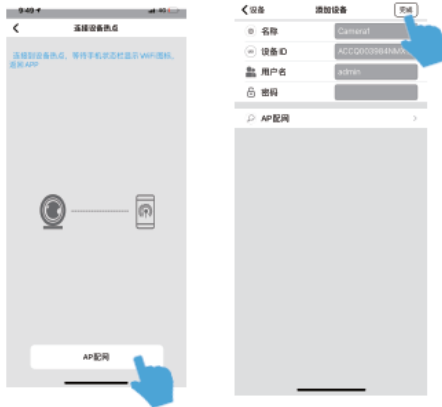 9:49
4G
连接设备热点
连接到设备热点，等待手机状态栏显示WiFi图标，
返回APP
AP配网
设备
添加设备
完成
名称
Camera1
设备ID
用户名
admin
密码
AP配网